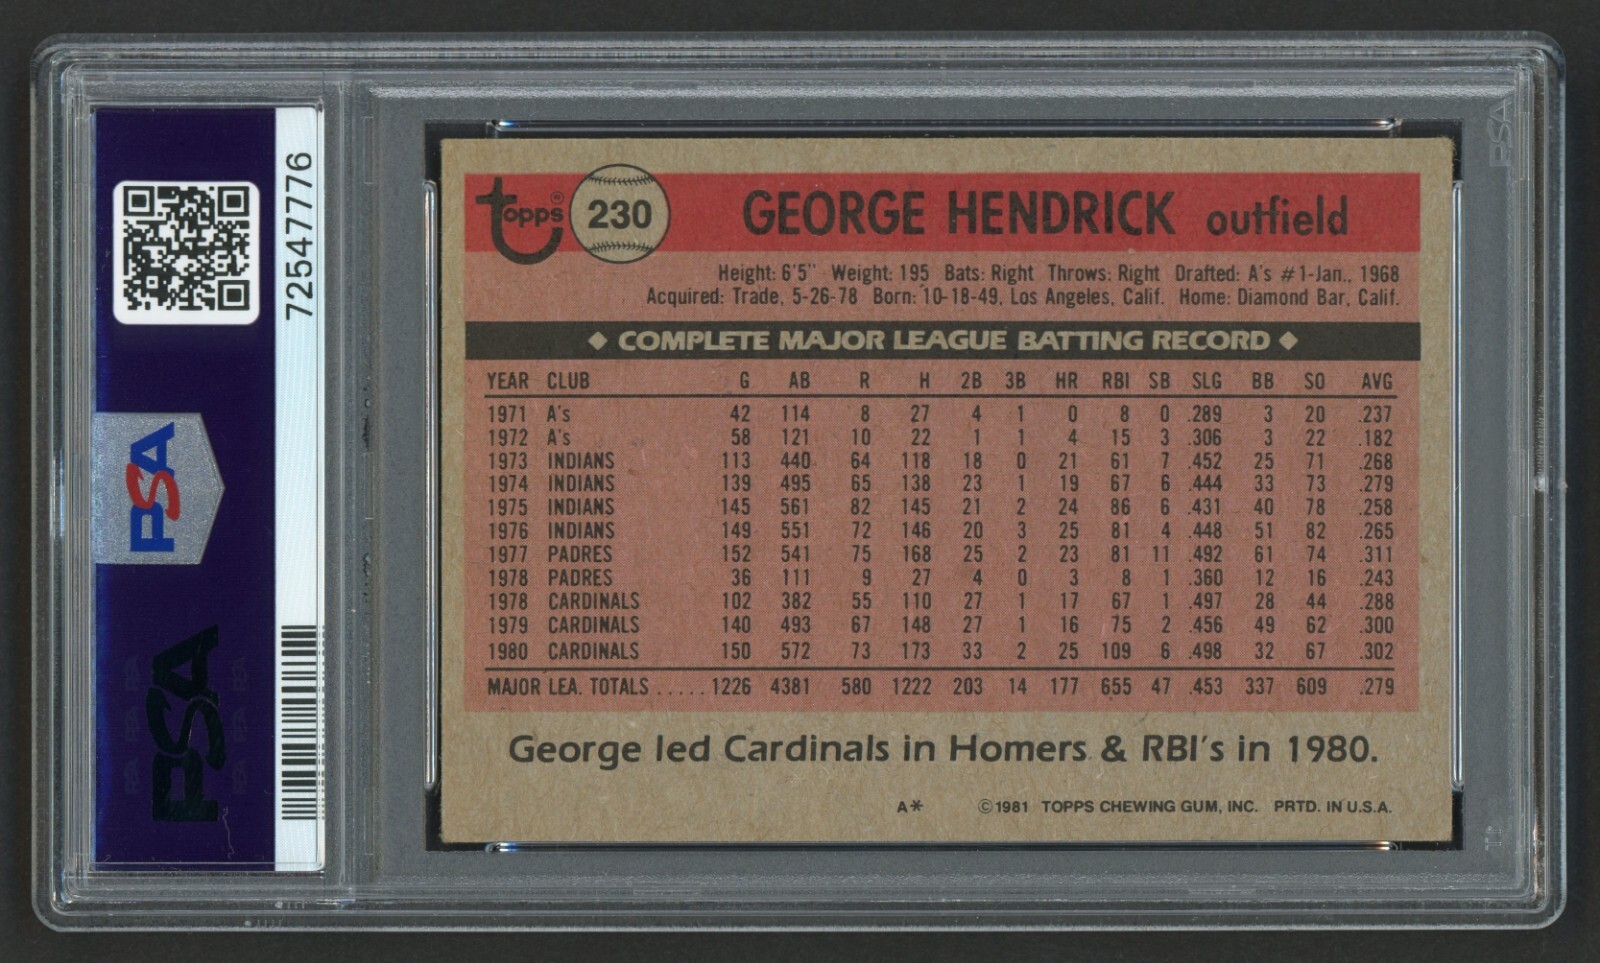 72547776
PSA
PSA
PSA
topps®
230
GEORGE HENDRICK outfield
Height: 6'5" Weight: 195 Bats: Right Throws: Right Drafted: A's #1-Jan., 1968
Acquired: Trade, 5-26-78 Born: 10-18-49, Los Angeles, Calif. Home: Diamond Bar, Calif.
◆ COMPLETE MAJOR LEAGUE BATTING RECORD ◆
YEAR CLUB G AB R H 2B 3B HR RBI SB SLG BB SO AVG
1971 A's 42 114 8 27 4 1 0 8 0 .289 3 20 .237
1972 A's 58 121 10 22 1 1 4 15 3 .306 3 22 .182
1973 INDIANS 113 440 64 118 18 0 21 61 7 .452 25 71 .268
1974 INDIANS 139 495 65 138 23 1 19 67 6 .444 33 73 .279
1975 INDIANS 145 561 82 145 21 2 24 86 6 .431 40 78 .258
1976 INDIANS 149 551 72 146 20 3 25 81 4 .448 51 82 .265
1977 PADRES 152 541 75 168 25 2 23 81 11 .492 61 74 .311
1978 PADRES 36 111 9 27 4 0 3 8 1 .360 12 16 .243
1978 CARDINALS 102 382 55 110 27 1 17 67 1 .497 28 44 .288
1979 CARDINALS 140 493 67 148 27 1 16 75 2 .456 49 62 .300
1980 CARDINALS 150 572 73 173 33 2 25 109 6 .498 32 67 .302
MAJOR LEA. TOTALS ..... 1226 4381 580 1222 203 14 177 655 47 .453 337 609 .279
George led Cardinals in Homers & RBI's in 1980.
A* ©1981 TOPPS CHEWING GUM, INC. PRTD. IN U.S.A.